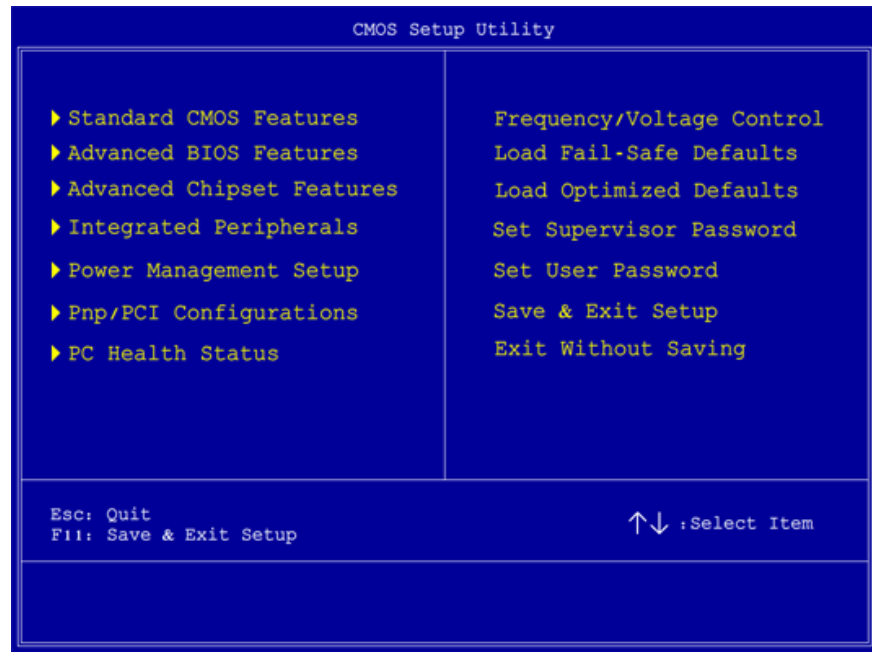 CMOS Setup Utility
Standard CMOS Features
Advanced BIOS Features
Advanced Chipset Features
Integrated Peripherals
Power Management Setup
Pnp/PCI Configurations
PC Health Status
Frequency/Voltage Control
Load Fail-Safe Defaults
Load Optimized Defaults
Set Supervisor Password
Set User Password
Save & Exit Setup
Exit Without Saving
Esc: Quit
F11: Save & Exit Setup
↑↓ :Select Item